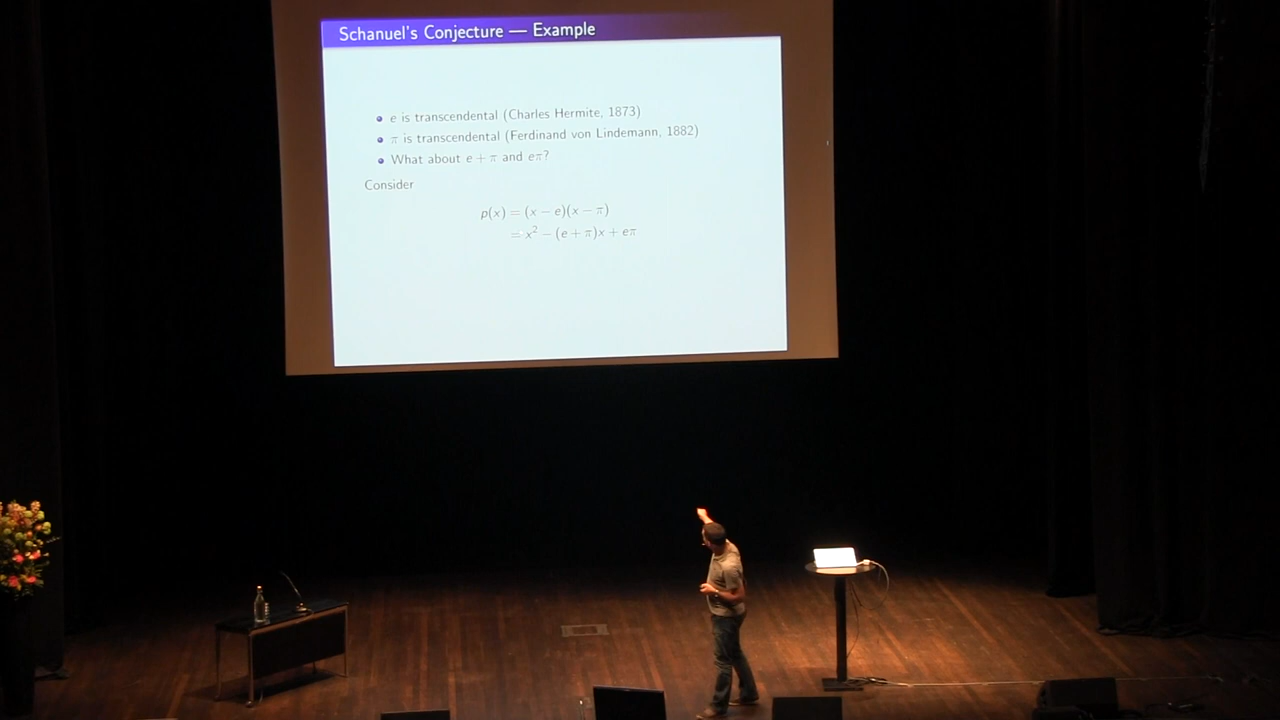 Schanuel's Conjecture — Example
e is transcendental (Charles Hermite, 1873)
π is transcendental (Ferdinand von Lindemann, 1882)
What about e + π and eπ?
Consider
p(x) = (x − e)(x − π)
= x² − (e + π)x + eπ